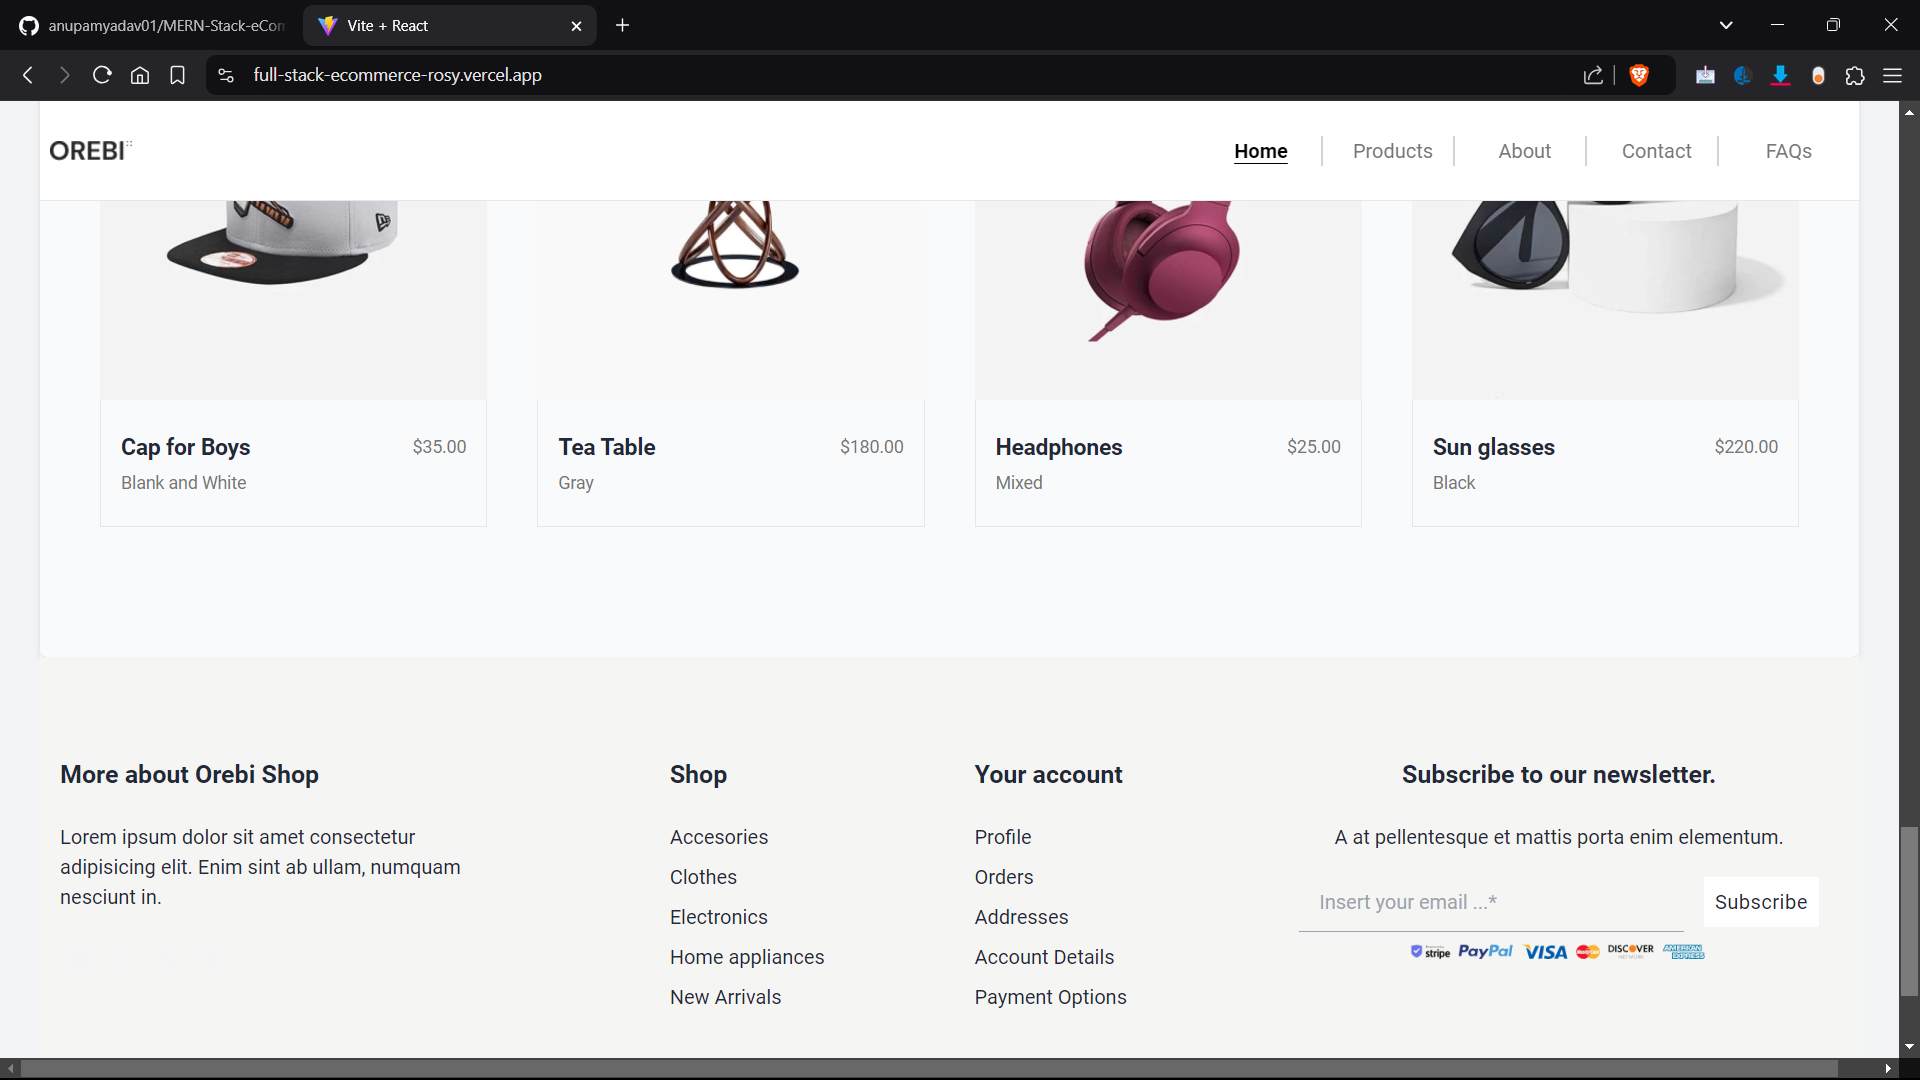 anupamyadav01/MERN-Stack-eCon
Vite + React
full-stack-ecommerce-rosy.vercel.app
OREBI
Home
Products
About
Contact
FAQs
Cap for Boys
$35.00
Blank and White
Tea Table
$180.00
Gray
Headphones
$25.00
Mixed
Sun glasses
$220.00
Black
More about Orebi Shop
Lorem ipsum dolor sit amet consectetur
adipisicing elit. Enim sint ab ullam, numquam
nesciunt in.
Shop
Accesories
Clothes
Electronics
Home appliances
New Arrivals
Your account
Profile
Orders
Addresses
Account Details
Payment Options
Subscribe to our newsletter.
A at pellentesque et mattis porta enim elementum.
Insert your email ...*
Subscribe
stripe PayPal VISA DISCOVER AMERICAN EXPRESS